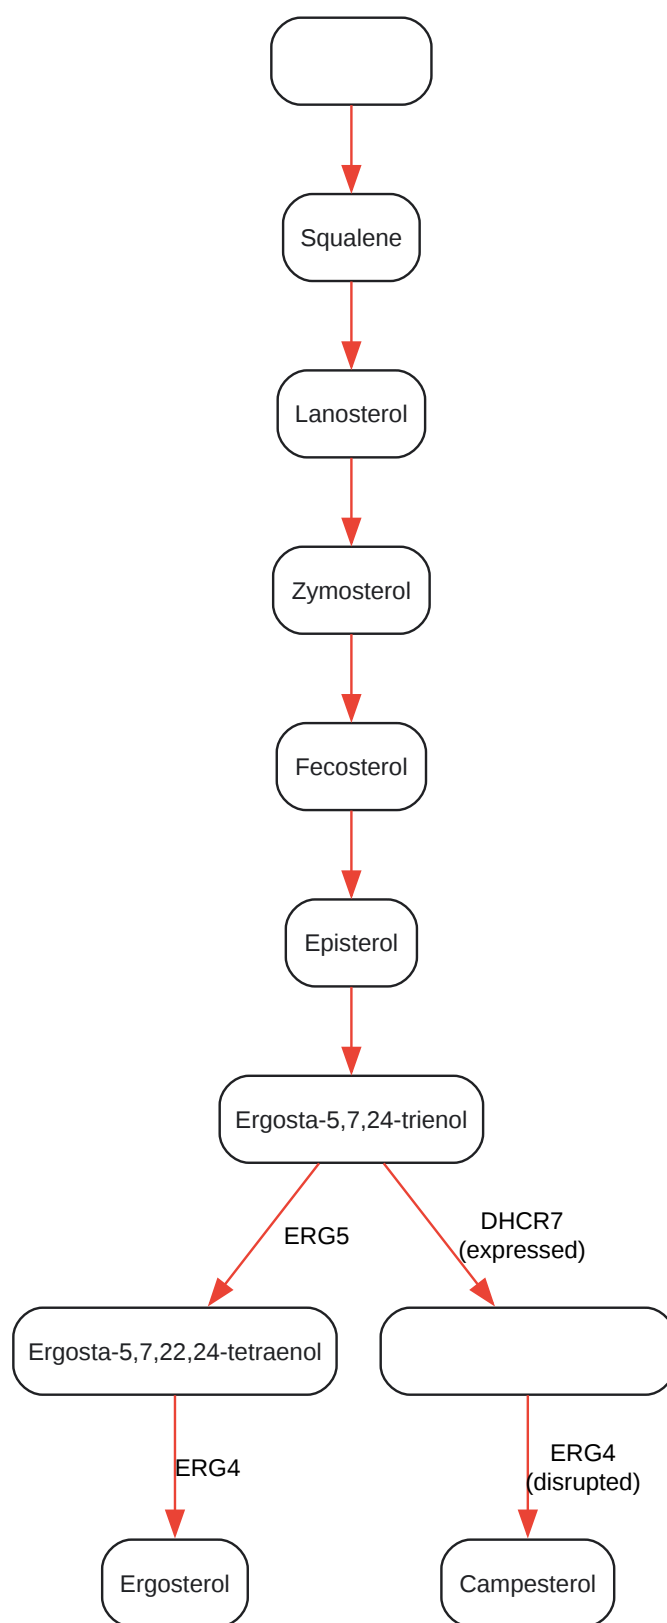 Squalene
Lanosterol
Zymosterol
Fecosterol
Episterol
Ergosta-5,7,24-trienol
ERG5
DHCR7
(expressed)
Ergosta-5,7,22,24-tetraenol
ERG4
ERG4
(disrupted)
Ergosterol
Campesterol